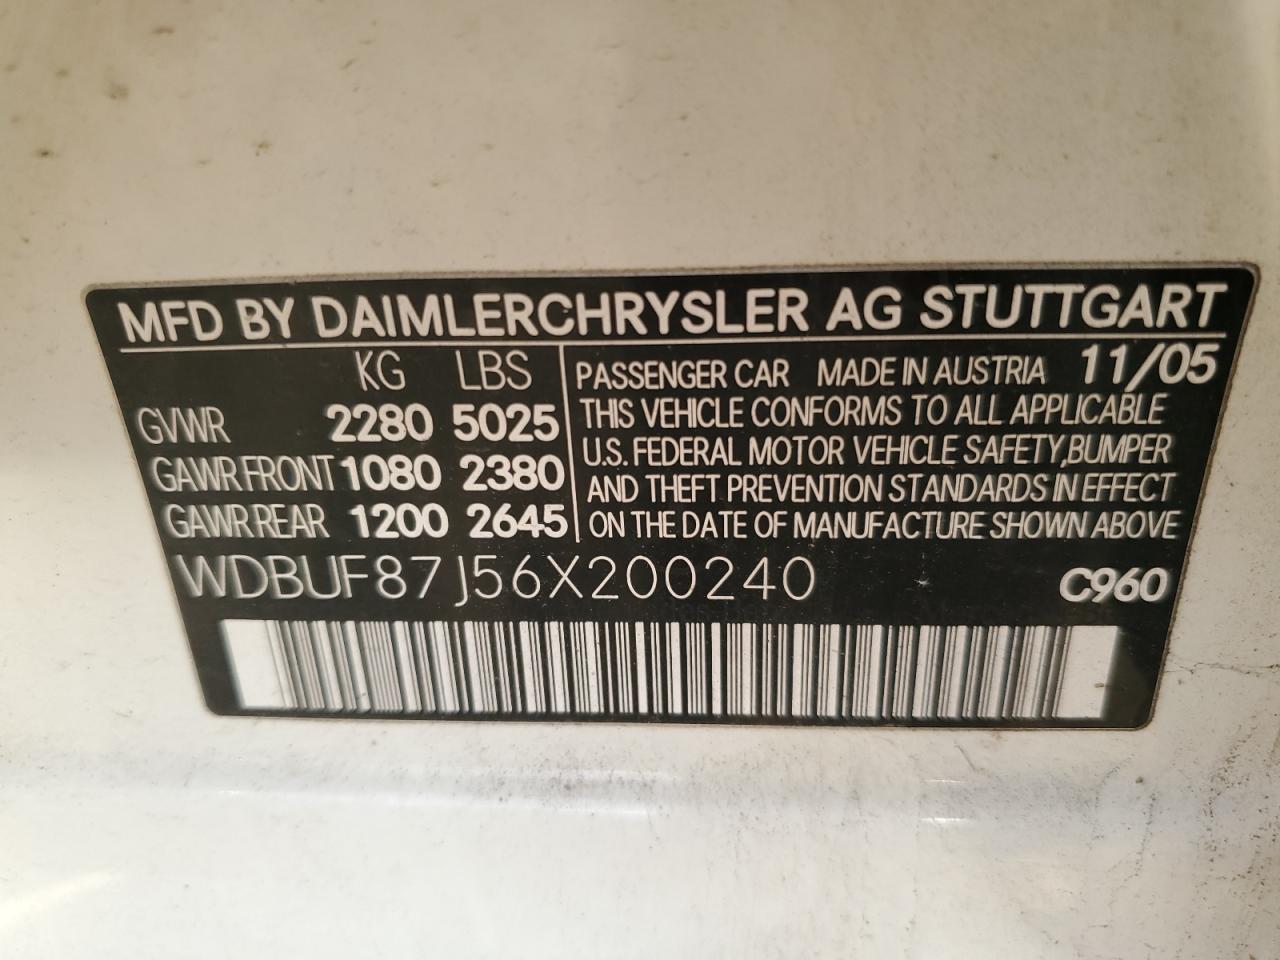 MFD BY DAIMLERCHRYSLER AG STUTTGART
KG LBS
GVWR 2280 5025
GAWR FRONT 1080 2380
GAWR REAR 1200 2645
PASSENGER CAR MADE IN AUSTRIA 11/05
THIS VEHICLE CONFORMS TO ALL APPLICABLE
U.S. FEDERAL MOTOR VEHICLE SAFETY, BUMPER
AND THEFT PREVENTION STANDARDS IN EFFECT
ON THE DATE OF MANUFACTURE SHOWN ABOVE
WDBUF87J56X200240 C960